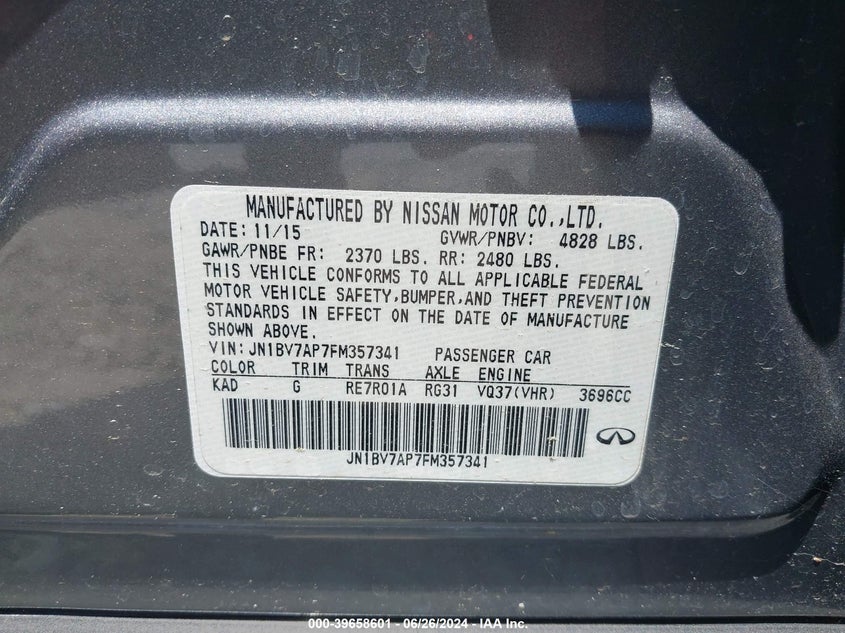 MANUFACTURED BY NISSAN MOTOR CO.,LTD.
DATE: 11/15 GVWR/PNBV: 4828 LBS.
GAWR/PNBE FR: 2370 LBS. RR: 2480 LBS.
THIS VEHICLE CONFORMS TO ALL APPLICABLE FEDERAL
MOTOR VEHICLE SAFETY,BUMPER,AND THEFT PREVENTION
STANDARDS IN EFFECT ON THE DATE OF MANUFACTURE
SHOWN ABOVE.
VIN:JN1BV7AP7FM357341 PASSENGER CAR
COLOR TRIM TRANS AXLE ENGINE
KAD G RE7R01A RG31 VQ37(VHR) 3696CC
JN1BV7AP7FM357341
000-39658601 - 06/26/2024 - IAA Inc.